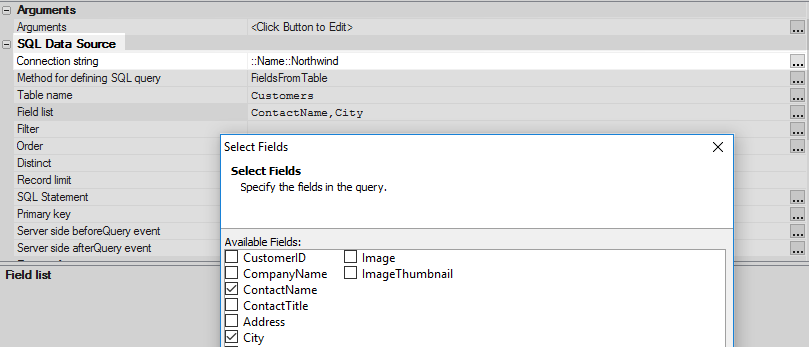 Arguments
Arguments <Click Button to Edit> ...
SQL Data Source
Connection string ::Name::Northwind ...
Method for defining SQL query FieldsFromTable
Table name Customers ...
Field list ContactName,City ...
Filter ...
Order ...
Distinct
Record limit
SQL Statement ...
Primary key ...
Server side beforeQuery event ...
Server side afterQuery event ...
Field list
Select Fields
Select Fields
Specify the fields in the query.
Available Fields:
CustomerID Image
CompanyName ImageThumbnail
ContactName
ContactTitle
Address
City